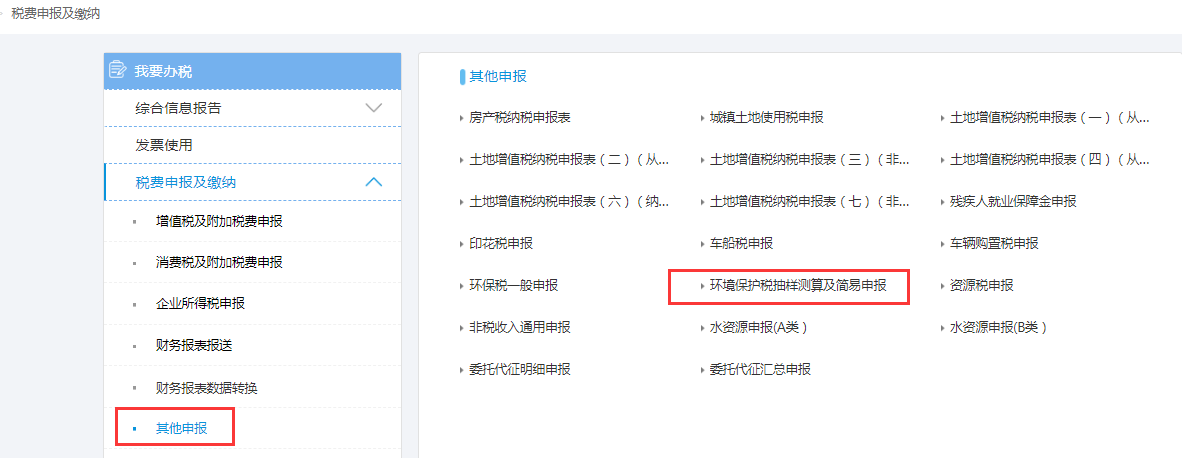 税费申报及缴纳
我要办税
综合信息报告
发票使用
税费申报及缴纳
增值税及附加税费申报
消费税及附加税费申报
企业所得税申报
财务报表报送
财务报表数据转换
其他申报
其他申报
房产税纳税申报表 城镇土地使用税申报 土地增值税纳税申报表（一）（从...
土地增值税纳税申报表（二）（从... 土地增值税纳税申报表（三）（非... 土地增值税纳税申报表（四）（从...
土地增值税纳税申报表（六）（纳... 土地增值税纳税申报表（七）（非... 残疾人就业保障金申报
印花税申报 车船税申报 车辆购置税申报
环保税一般申报 环境保护税抽样测算及简易申报 资源税申报
非税收入通用申报 水资源申报(A类） 水资源申报(B类）
委托代征明细申报 委托代征汇总申报